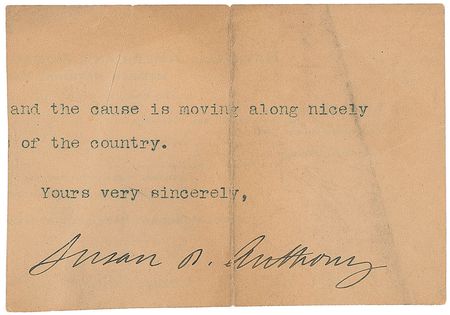 and the cause is moving along nicely
of the country.
Yours very sincerely,
Susan B. Anthony